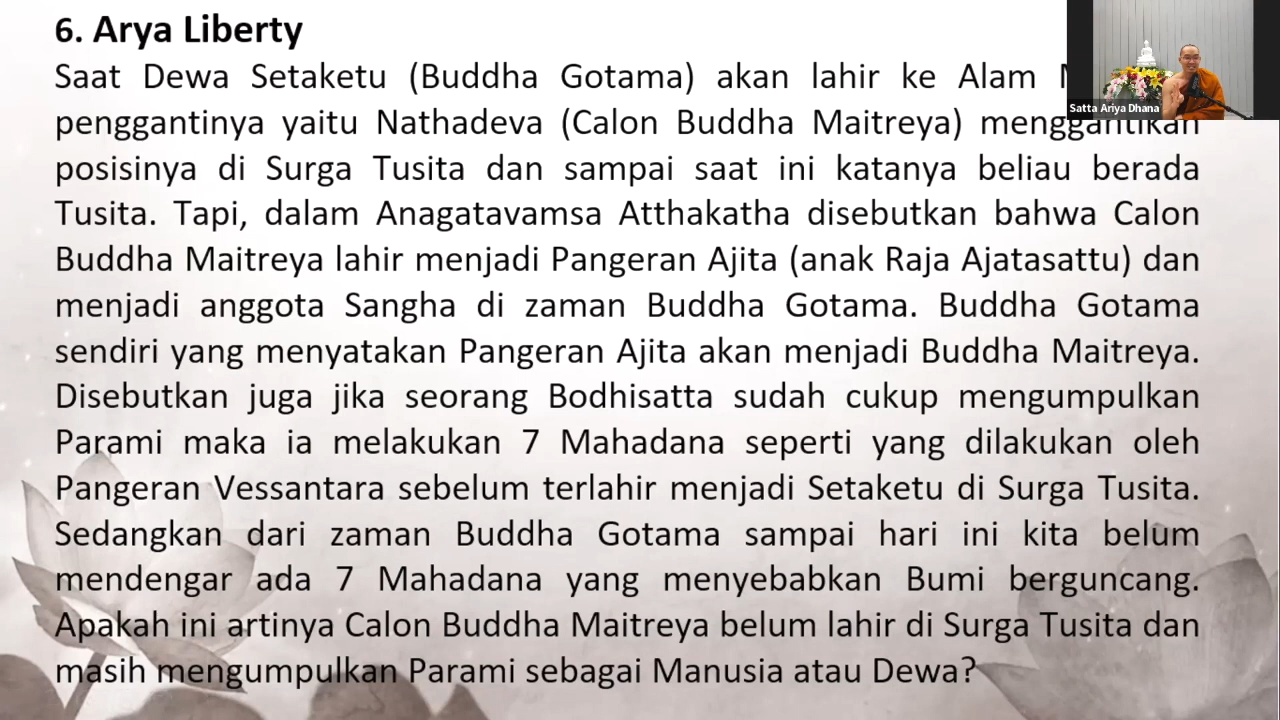 6. Arya Liberty
Saat Dewa Setaketu (Buddha Gotama) akan lahir ke Alam
penggantinya yaitu Nathadeva (Calon Buddha Maitreya) menggantikan
posisinya di Surga Tusita dan sampai saat ini katanya beliau berada
Tusita. Tapi, dalam Anagatavamsa Atthakatha disebutkan bahwa Calon
Buddha Maitreya lahir menjadi Pangeran Ajita (anak Raja Ajatasattu) dan
menjadi anggota Sangha di zaman Buddha Gotama. Buddha Gotama
sendiri yang menyatakan Pangeran Ajita akan menjadi Buddha Maitreya.
Disebutkan juga jika seorang Bodhisatta sudah cukup mengumpulkan
Parami maka ia melakukan 7 Mahadana seperti yang dilakukan oleh
Pangeran Vessantara sebelum terlahir menjadi Setaketu di Surga Tusita.
Sedangkan dari zaman Buddha Gotama sampai hari ini kita belum
mendengar ada 7 Mahadana yang menyebabkan Bumi berguncang.
Apakah ini artinya Calon Buddha Maitreya belum lahir di Surga Tusita dan
masih mengumpulkan Parami sebagai Manusia atau Dewa?
Satta Ariya Dhana